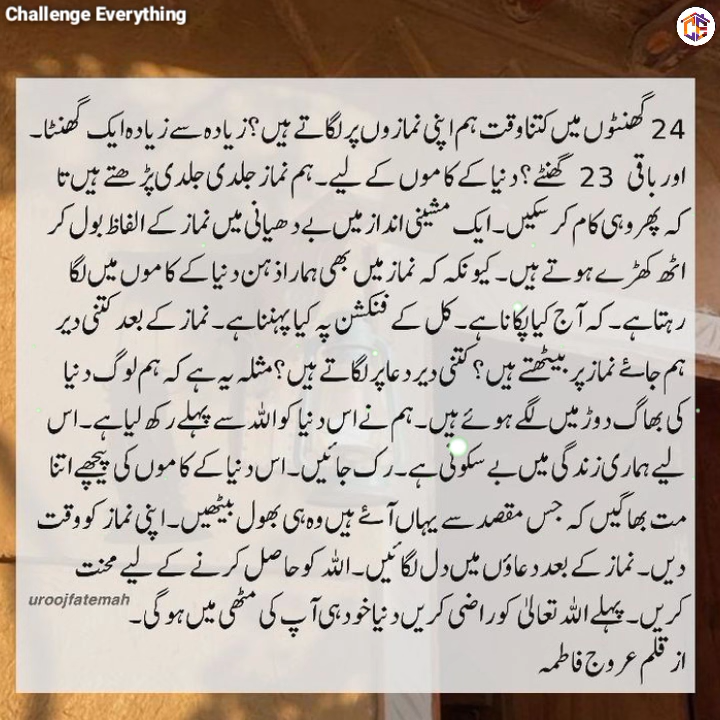 Challenge Everything
24 گھنٹوں میں کتنا وقت ہم اپنی نمازوں پر لگاتے ہیں؟ زیادہ سے زیادہ ایک گھنٹا۔
اور باقی 23 گھنٹے؟ دنیا کے کاموں کے لیے۔ ہم نماز جلدی جلدی پڑھتے ہیں تا
کہ پھر وہی کام کر سکیں۔ ایک مشینی انداز میں بے دھیانی میں نماز کے الفاظ بول کر
اٹھ کھڑے ہوتے ہیں۔ کیونکہ کہ نماز میں بھی ہمارا ذہن دنیا کے کاموں میں لگا
رہتا ہے۔ کہ آج کیا پکانا ہے۔ کل کے فنکشن پہ کیا پہننا ہے۔ نماز کے بعد کتنی دیر
ہم جائے نماز پر بیٹھتے ہیں؟ کتنی دیر دعا پر لگاتے ہیں؟ مثلہ یہ ہے کہ ہم لوگ دنیا
کی بھاگ دوڑ میں لگے ہوئے ہیں۔ ہم نے اس دنیا کو اللہ سے پہلے رکھ لیا ہے۔ اس
لیے ہماری زندگی میں بے سکونی ہے۔ رک جائیں۔ اس دنیا کے کاموں کی پیچھے اتنا
مت بھاگیں کہ جس مقصد سے یہاں آئے ہیں وہ ہی بھول بیٹھیں۔ اپنی نماز کو وقت
دیں۔ نماز کے بعد دعاؤں میں دل لگائیں۔ اللہ کو حاصل کرنے کے لیے محنت
کریں۔ پہلے اللہ تعالیٰ کو راضی کریں دنیا خود ہی آپ کی مٹھی میں ہو گی۔
uroojfatemah
از قلم عروج فاطمہ